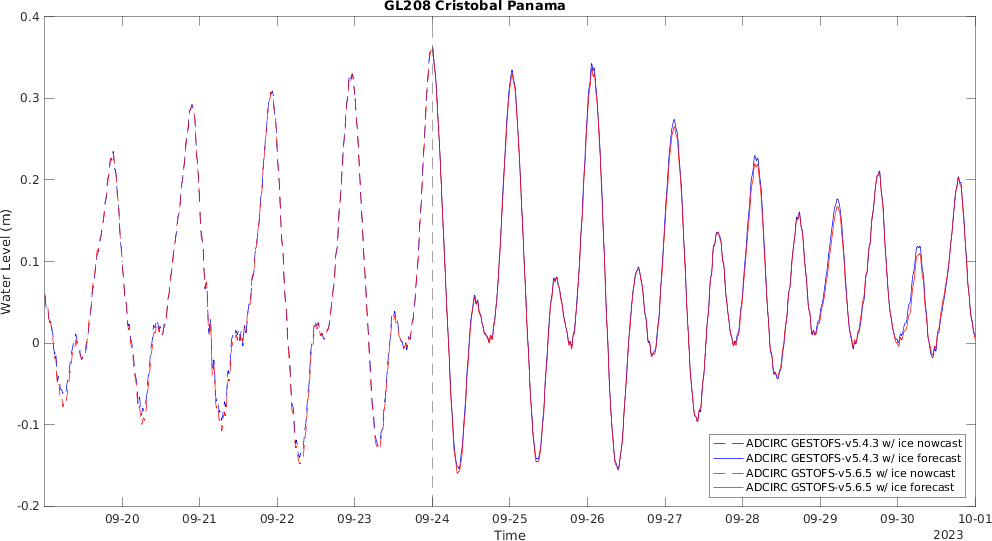 GL208 Cristobal Panama
0.4
0.3
0.2
0.1
0
-0.1
-0.2
Water Level (m)
ADCIRC GESTOFS-v5.4.3 w/ ice nowcast
ADCIRC GESTOFS-v5.4.3 w/ ice forecast
ADCIRC GSTOFS-v5.6.5 w/ ice nowcast
ADCIRC GSTOFS-v5.6.5 w/ ice forecast
09-20 09-21 09-22 09-23 09-24 09-25 09-26 09-27 09-28 09-29 09-30 10-01
Time
2023